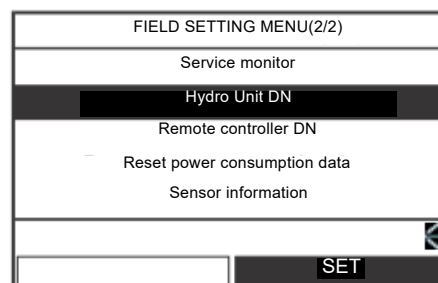 FIELD SETTING MENU(2/2)
Service monitor
Hydro Unit DN
Remote controller DN
Reset power consumption data
Sensor information
SET